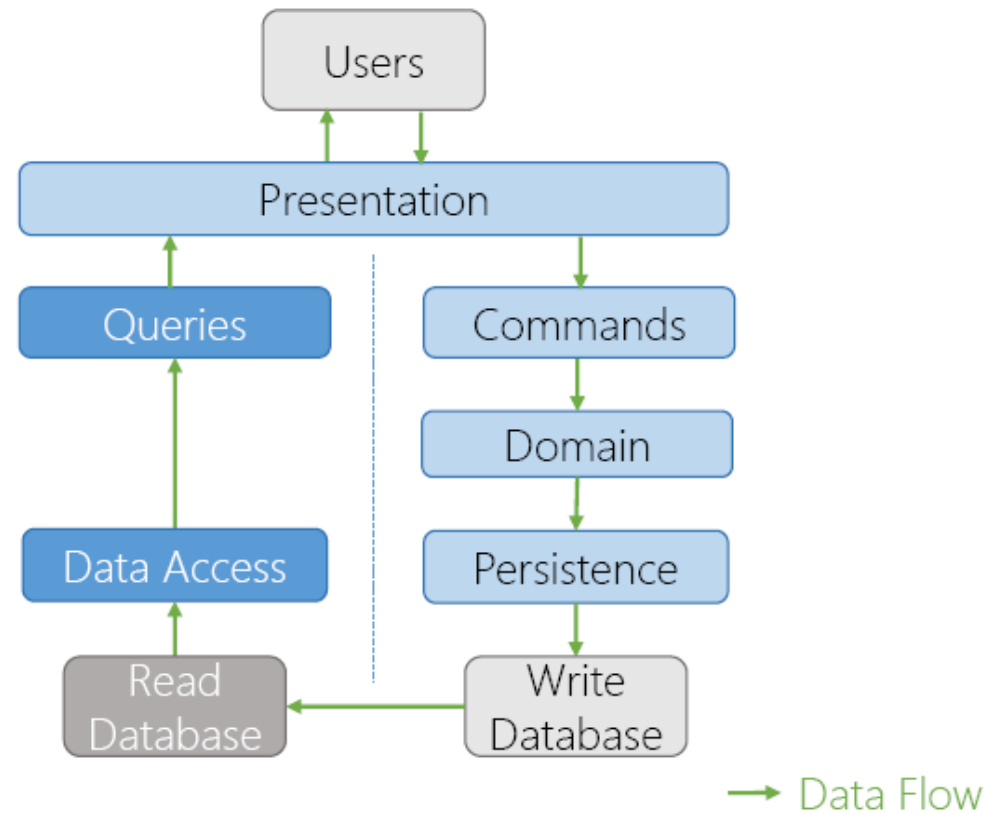 Users
Presentation
Queries
Commands
Domain
Data Access
Persistence
Read
Database
Write
Database
Data Flow